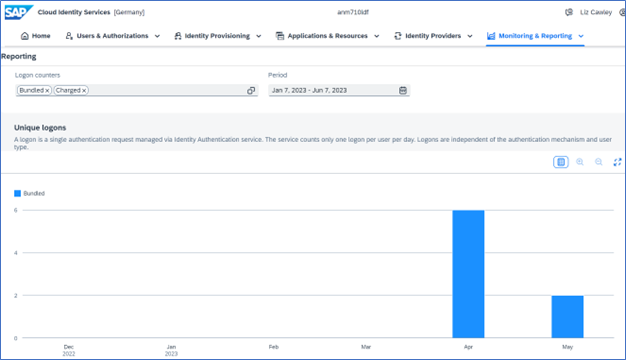 SAP Cloud Identity Services [Germany] anm710ldf Liz Cawley
Home Users & Authorizations Identity Provisioning Applications & Resources Identity Providers Monitoring & Reporting
Reporting
Logon counters Period
Bundled × Charged × Jan 7, 2023 - Jun 7, 2023
Unique logons
A logon is a single authentication request managed via Identity Authentication service. The service counts only one logon per user per day. Logons are independent of the authentication mechanism and user
type.
Bundled
6
4
2
0
Dec Jan Feb Mar Apr May
2022 2023